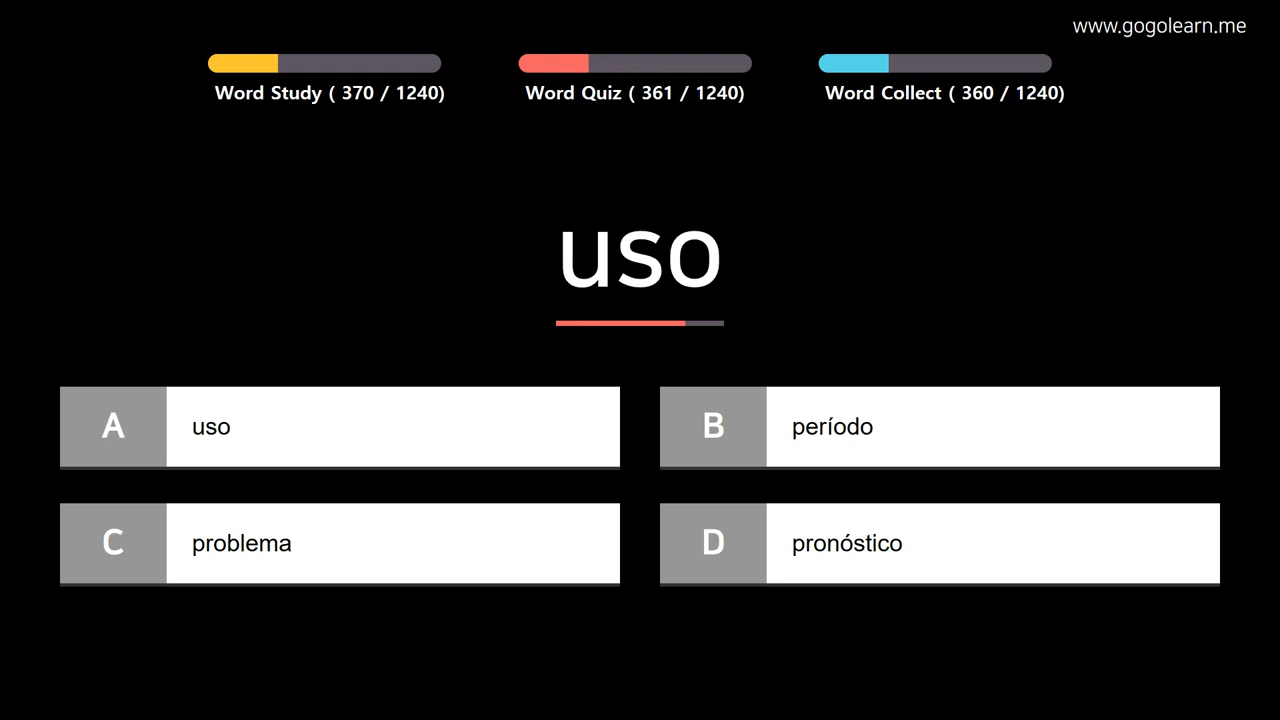 www.gogolearn.me
Word Study ( 370 / 1240)
Word Quiz ( 361 / 1240)
Word Collect ( 360 / 1240)
uso
A uso
B período
C problema
D pronóstico